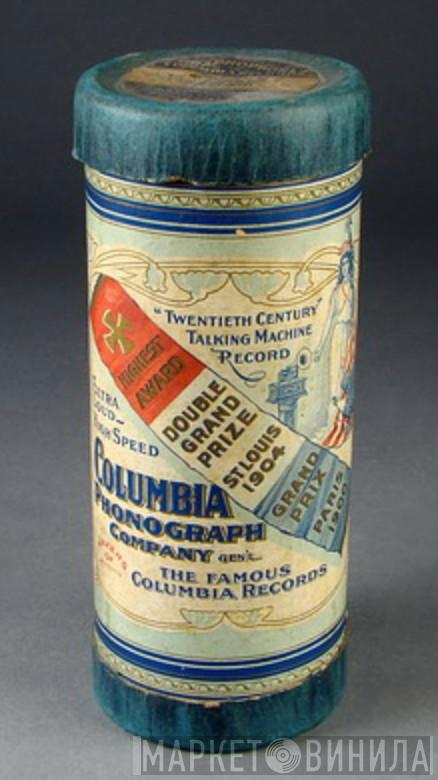 "TWENTIETH CENTURY"
TALKING MACHINE
RECORD
HIGHEST
AWARD
DOUBLE
GRAND
PRIZE
ST LOUIS
1904
GRAND
PRIX
PARIS
1900
EXTRA
LOUD-
HIGH SPEED
COLUMBIA
PHONOGRAPH
COMPANY GEN'L..
THE FAMOUS
COLUMBIA RECORDS
МАРКЕТ ВИНИЛА